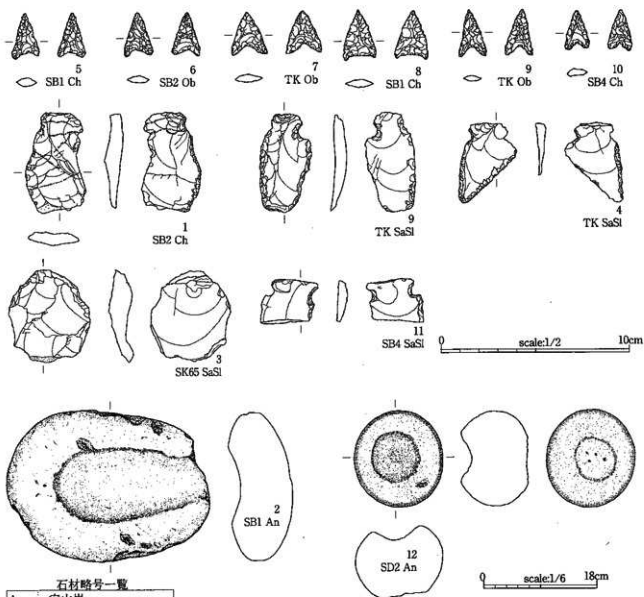 5
SB1 Ch
6
SB2 Ob
7
TK Ob
8
SB1 Ch
9
TK Ob
10
SB4 Ch
1
SB2 Ch
9
TK SaSl
4
TK SaSl
3
SK65 SaSl
11
SB4 SaSl
scale:1/2 10cm
2
SB1 An
12
SD2 An
scale:1/6 18cm
石材略号一覧